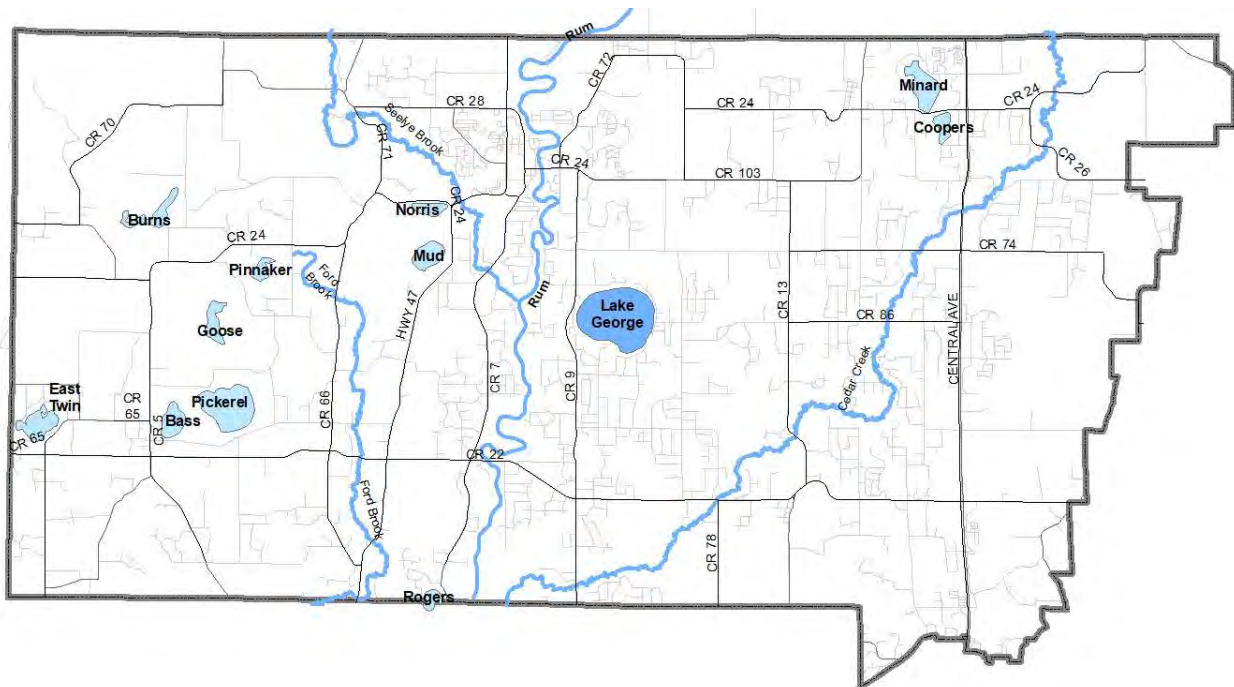 Rum
CR 72
Minard
CR 24
CR 24
CR 28
Seelye Brook
Coopers
CR 70
CR 71
CR 24
CR 26
CR 103
Norris
CR 24
Burns
CR 24
CR 74
Mud
Pinnaker
Ford
Brook
Rum
HWY 47
CR 13
Lake
George
CR 86
Goose
CENTRAL AVE
CR 7
CR 9
Cedar Creek
East
Twin
CR
65
CR 66
Pickerel
Bass
CR 5
CR 65
CR 22
Ford Brook
CR 78
Rogers